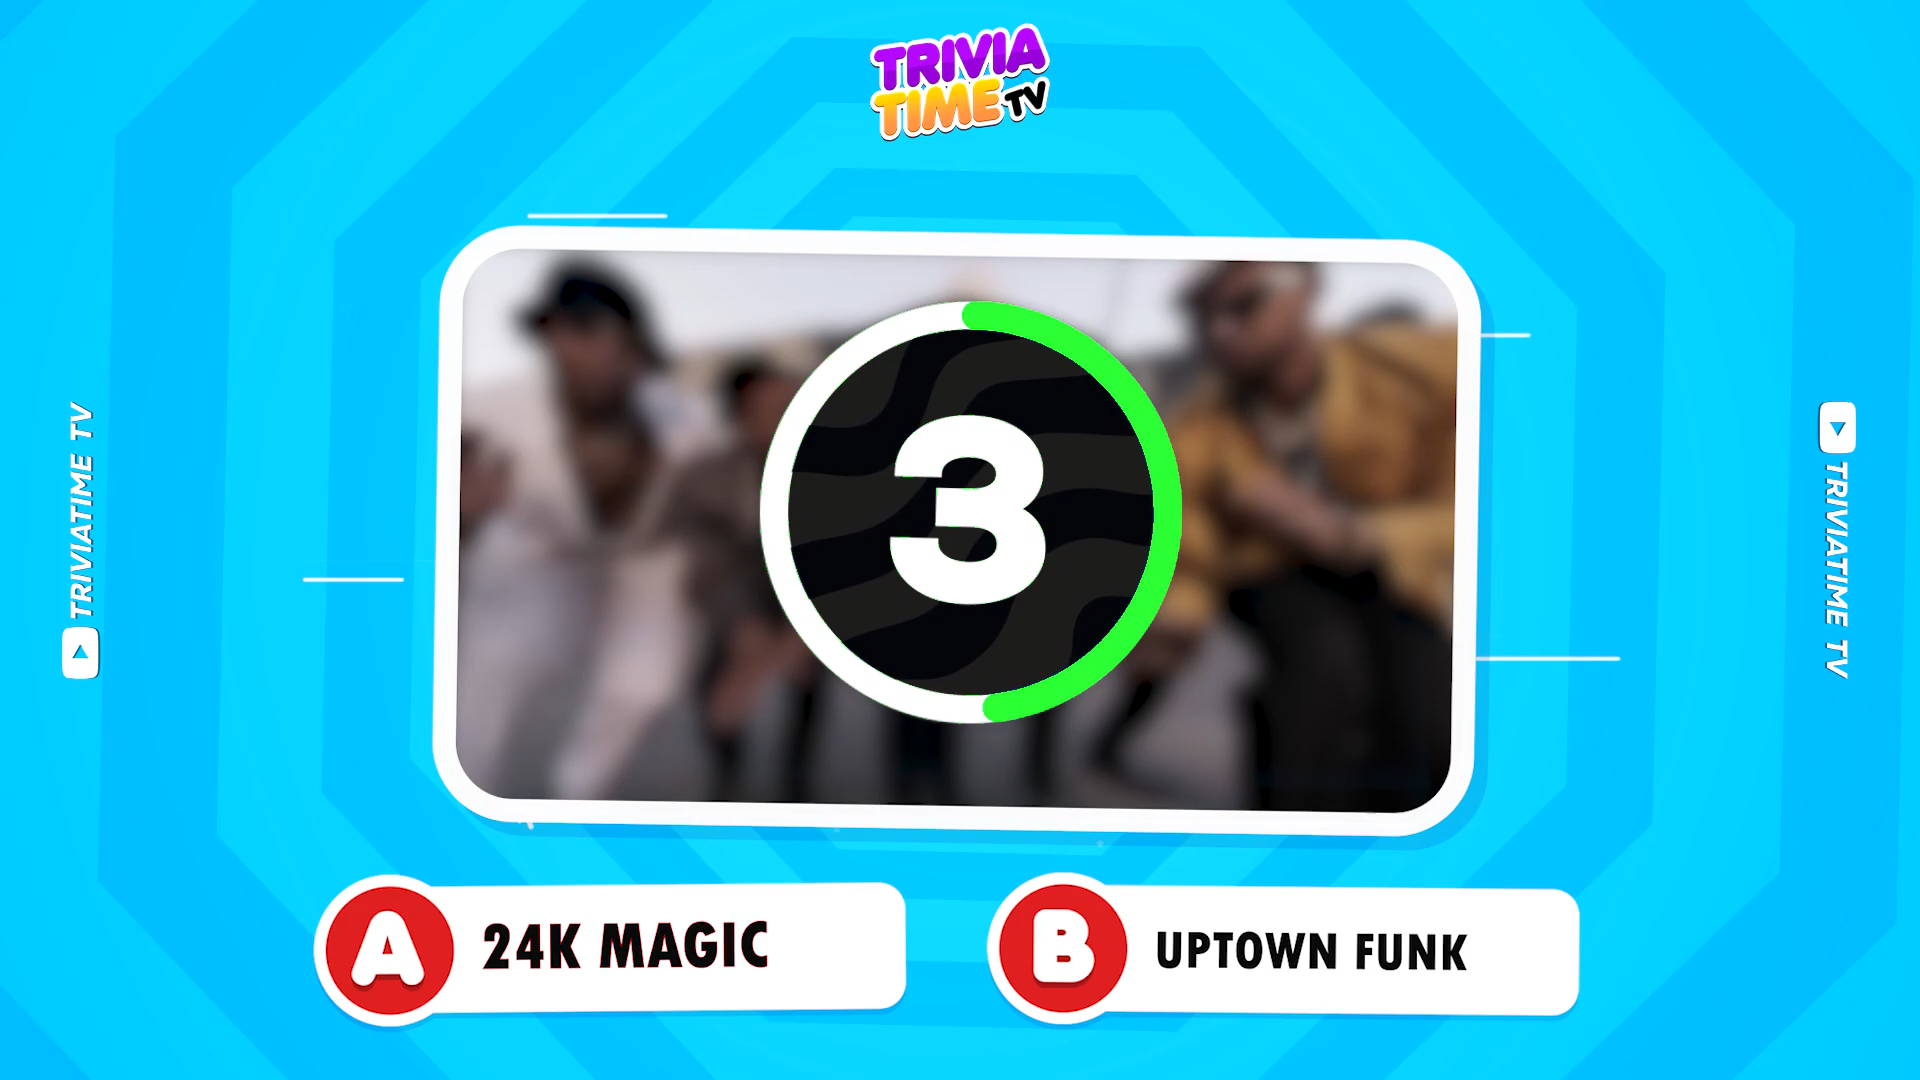 TRIVIA
TIME TV
TRIVIATIME TV
TRIVIATIME TV
3
A 24K MAGIC
B UPTOWN FUNK